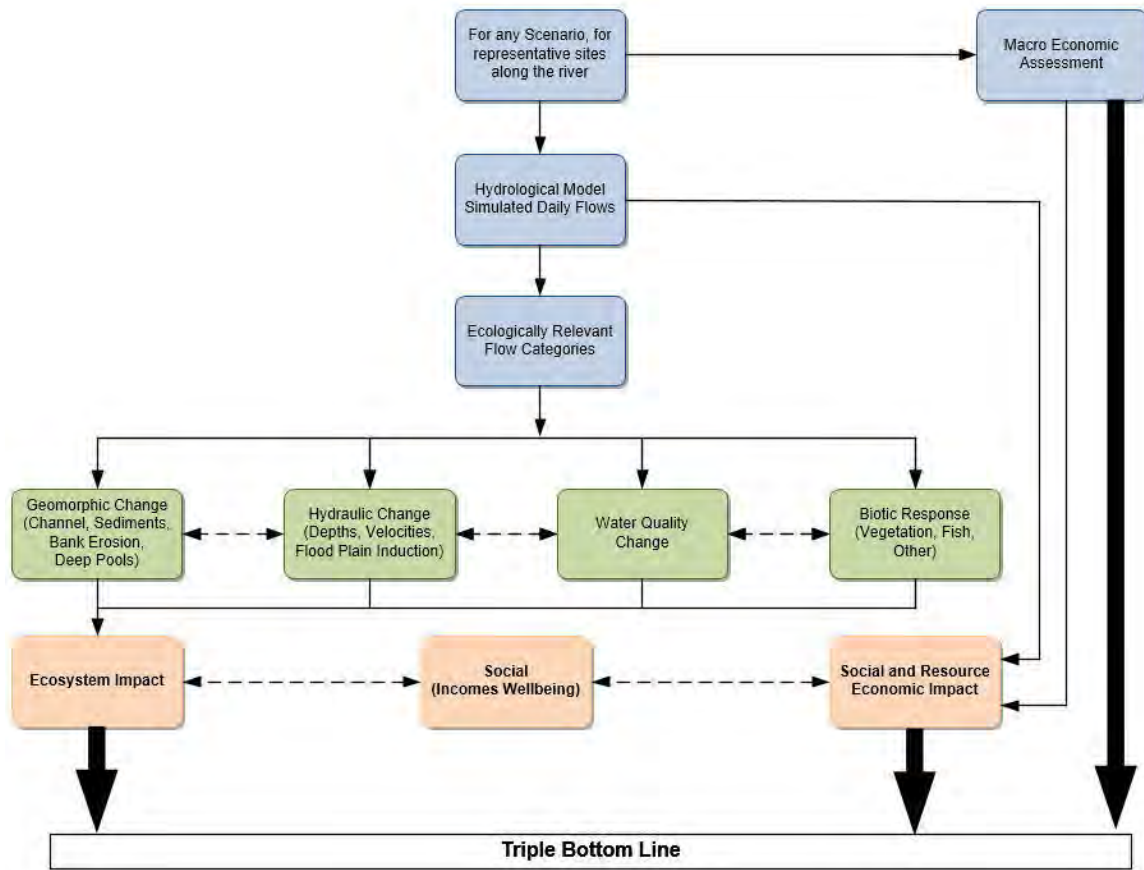 For any Scenario, for
representative sites
along the river
Macro Economic
Assessment
Hydrological Model
Simulated Daily Flows
Ecologically Relevant
Flow Categories
Geomorphic Change
(Channel, Sediments,
Bank Erosion,
Deep Pools)
Hydraulic Change
(Depths, Velocities,
Flood Plain Induction)
Water Quality
Change
Biotic Response
(Vegetation, Fish,
Other)
Ecosystem Impact
Social
(Incomes Wellbeing)
Social and Resource
Economic Impact
Triple Bottom Line